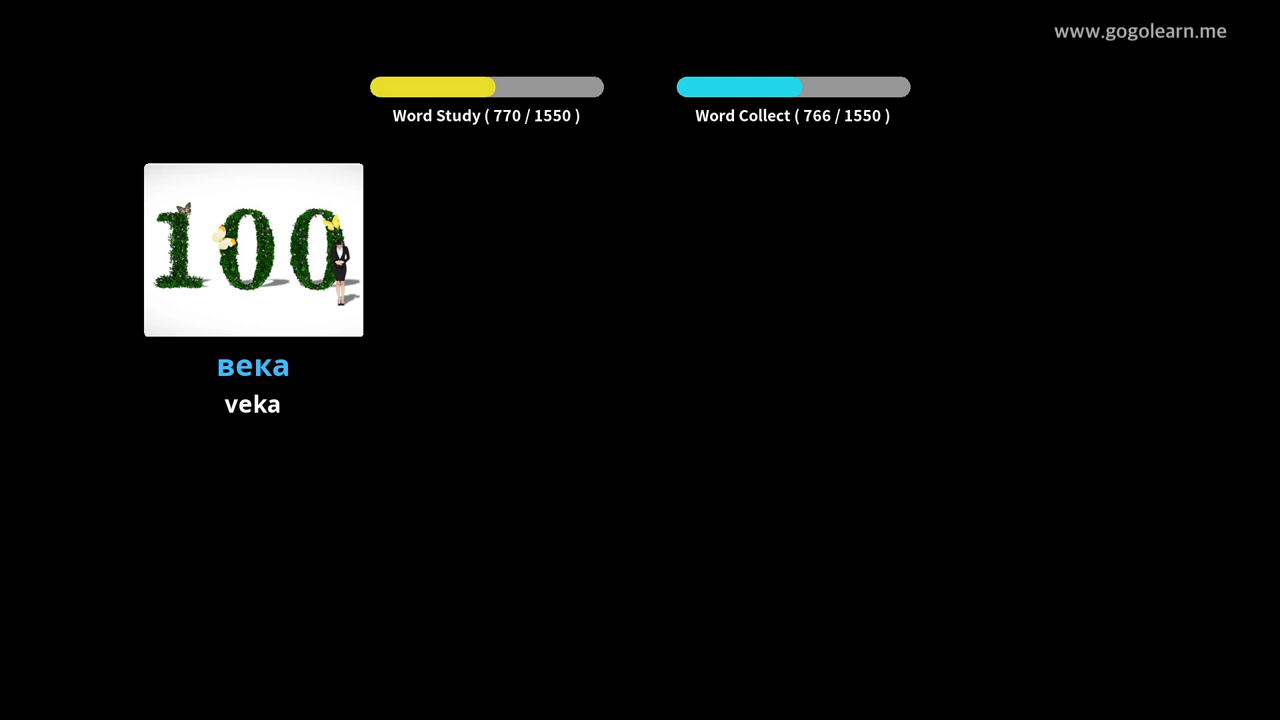 www.gogolearn.me
Word Study ( 770 / 1550 )
Word Collect ( 766 / 1550 )
100
века
veka